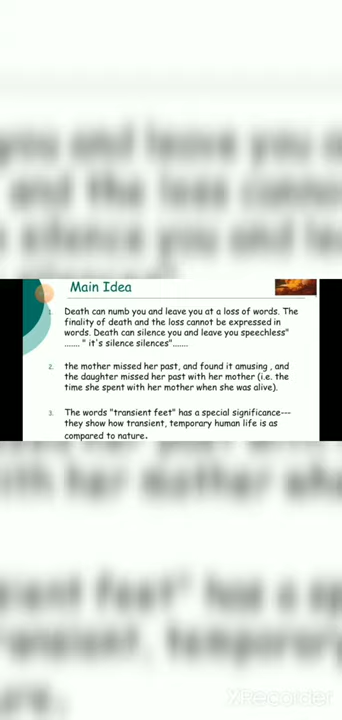 Main Idea
1. Death can numb you and leave you at a loss of words. The
finality of death and the loss cannot be expressed in
words. Death can silence you and leave you speechless"
....... " it's silence silences".......
2. the mother missed her past, and found it amusing , and
the daughter missed her past with her mother (i.e. the
time she spent with her mother when she was alive).
3. The words "transient feet" has a special significance---
they show how transient, temporary human life is as
compared to nature.
XRecorder